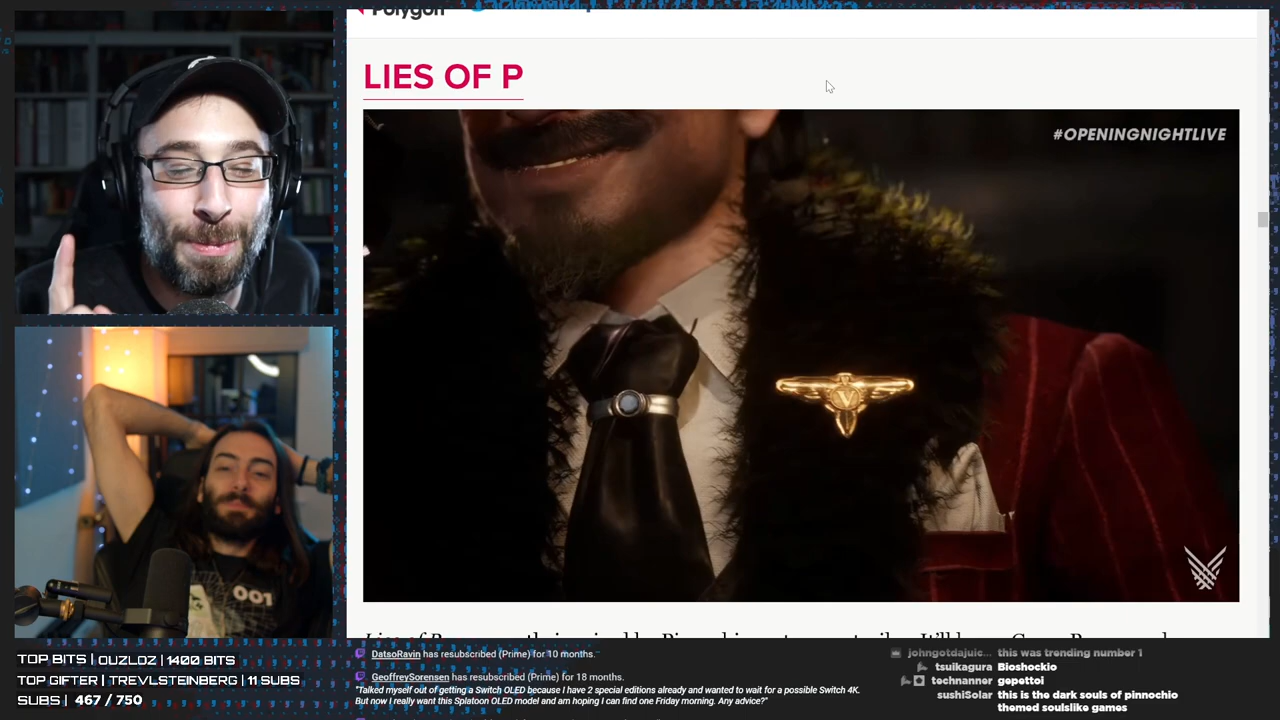 Polygon
LIES OF P
#OPENINGNIGHTLIVE
V
001
TOP BITS | OUZLOZ | 1400 BITS
TOP GIFTER | TREVLSTEINBERG | 11 SUBS
SUBS | 467 / 750
DatsoRavin has resubscribed (Prime) for 10 months.
GeoffreySorensen has resubscribed (Prime) for 18 months.
"Talked myself out of getting a Switch OLED because I have 2 special editions already and wanted to wait for a possible Switch 4K.
But now I really want this Splatoon OLED model and am hoping I can find one Friday morning. Any advice?"
johngotdajuic... this was trending number 1
tsuikagura Bioshockio
technanner gepettoi
sushiSolar this is the dark souls of pinnochio
themed soulslike games